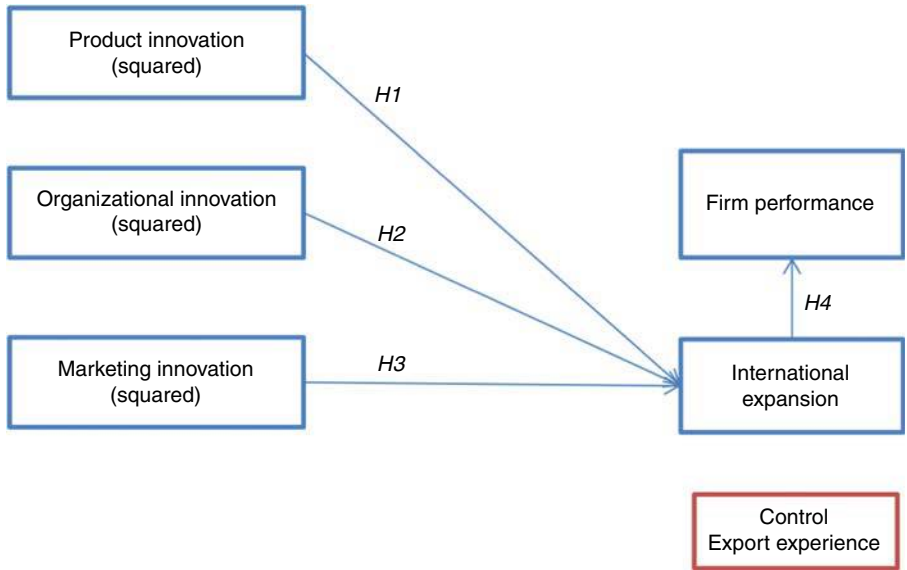 Product innovation
(squared)
H1
Organizational innovation
(squared)
H2
Firm performance
H4
Marketing innovation
(squared)
H3
International
expansion
Control
Export experience